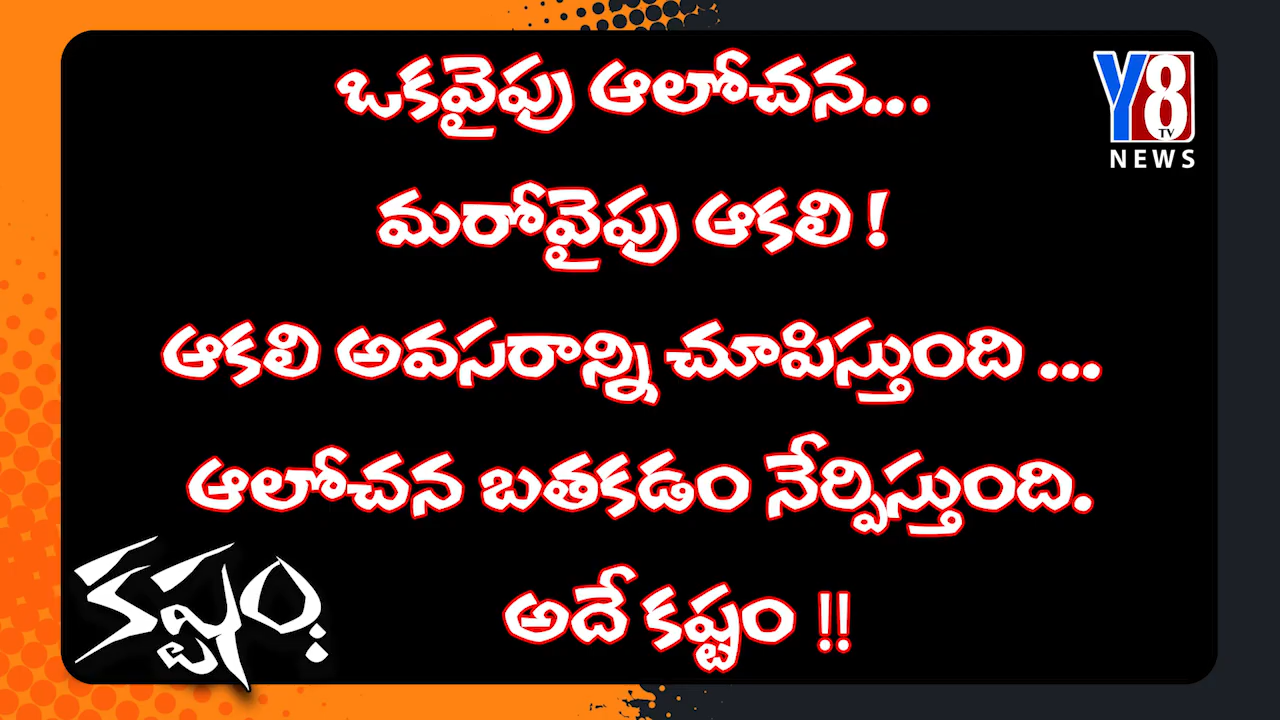 ఒకవైపు ఆలోచన...
Y8
TV
NEWS
మరోవైపు ఆకలి !
ఆకలి అవసరాన్ని చూపిస్తుంది ...
ఆలోచన బతకడం నేర్పిస్తుంది.
అదే కష్టం !!
కష్టం: